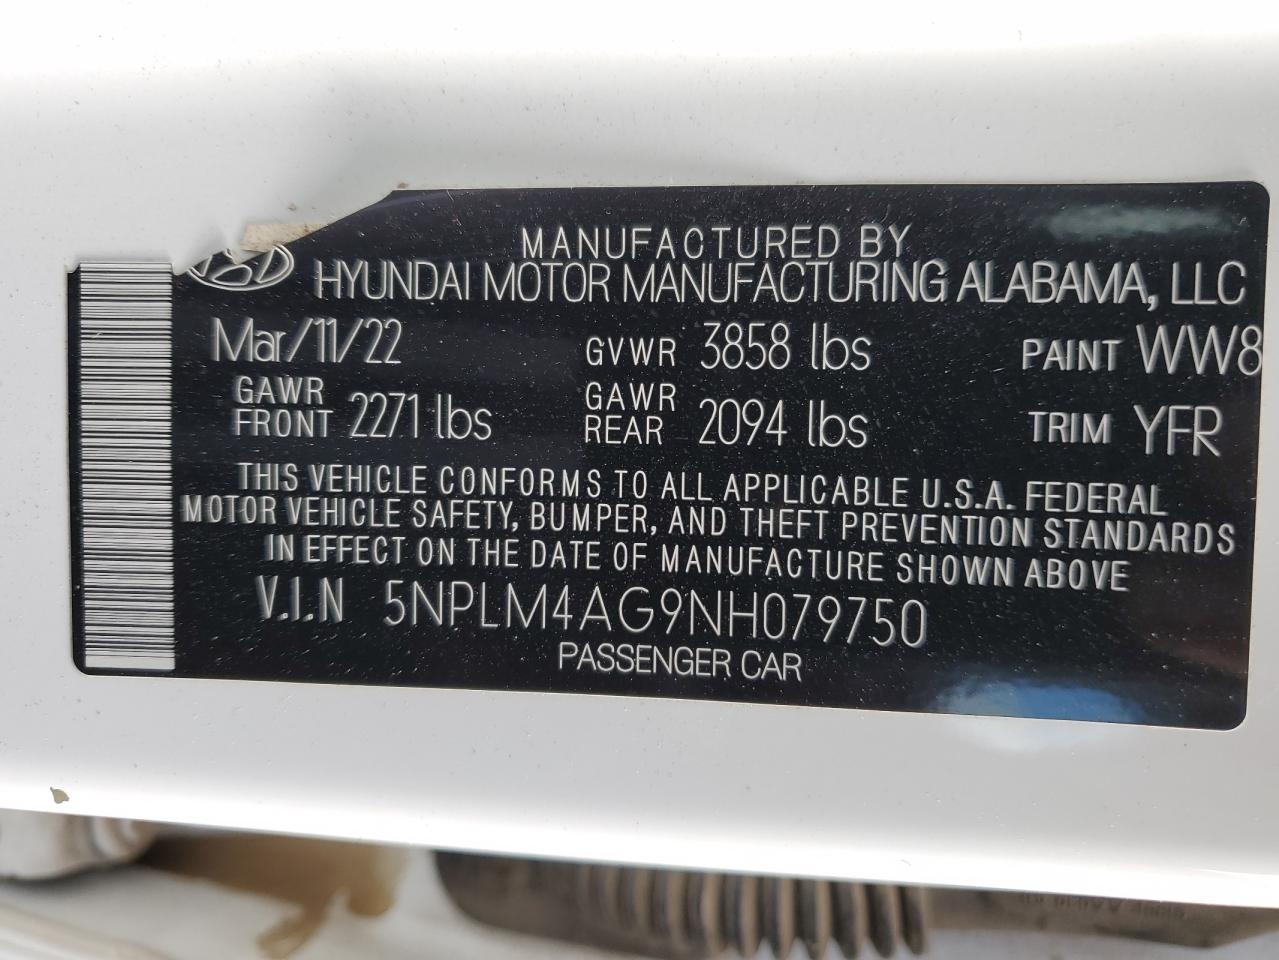 MANUFACTURED BY
HYUNDAI MOTOR MANUFACTURING ALABAMA, LLC
Mar/11/22 GVWR 3858 lbs PAINT WW8
GAWR FRONT 2271 lbs GAWR REAR 2094 lbs TRIM YFR
THIS VEHICLE CONFORMS TO ALL APPLICABLE U.S.A. FEDERAL
MOTOR VEHICLE SAFETY, BUMPER, AND THEFT PREVENTION STANDARDS
IN EFFECT ON THE DATE OF MANUFACTURE SHOWN ABOVE
V.I.N 5NPLM4AG9NH079750
PASSENGER CAR